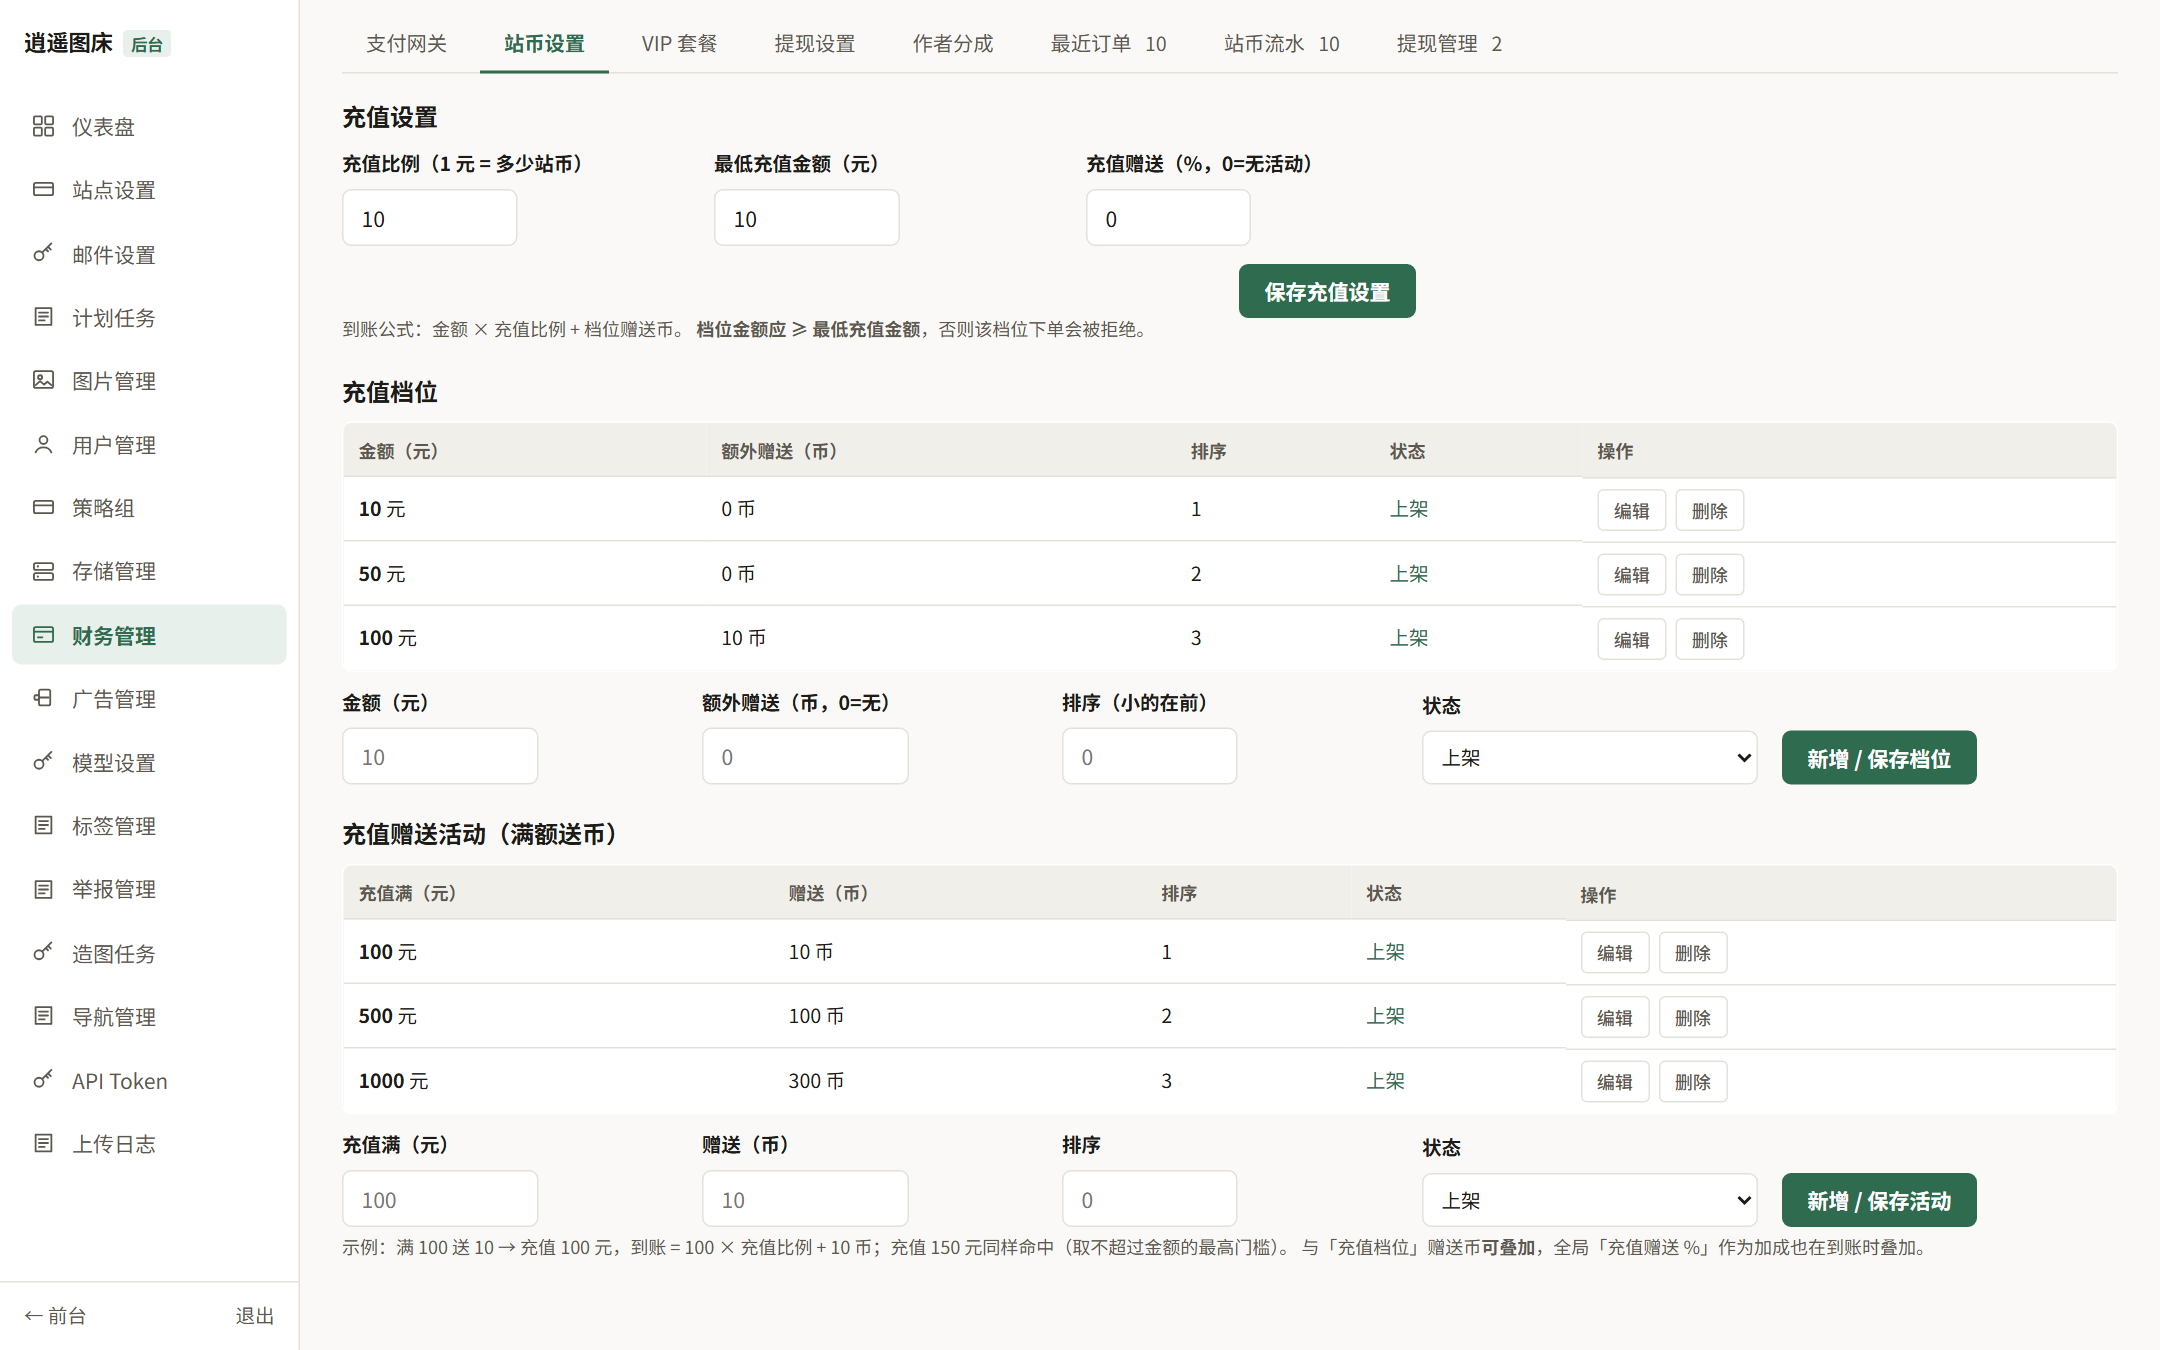 逍遥图床 后台
仪表盘
站点设置
邮件设置
计划任务
图片管理
用户管理
策略组
存储管理
财务管理
广告管理
模型设置
标签管理
举报管理
造图任务
导航管理
API Token
上传日志
← 前台 退出
支付网关 站币设置 VIP 套餐 提现设置 作者分成 最近订单 10 站币流水 10 提现管理 2
充值设置
充值比例（1 元 = 多少站币） 最低充值金额（元） 充值赠送（%，0=无活动）
10 10 0
保存充值设置
到账公式：金额 × 充值比例 + 档位赠送币。 档位金额应 ≥ 最低充值金额，否则该档位下单会被拒绝。
充值档位
金额（元） 额外赠送（币） 排序 状态 操作
10 元 0 币 1 上架 编辑 删除
50 元 0 币 2 上架 编辑 删除
100 元 10 币 3 上架 编辑 删除
金额（元） 额外赠送（币，0=无） 排序（小的在前） 状态
10 0 0 上架 新增 / 保存档位
充值赠送活动（满额送币）
充值满（元） 赠送（币） 排序 状态 操作
100 元 10 币 1 上架 编辑 删除
500 元 100 币 2 上架 编辑 删除
1000 元 300 币 3 上架 编辑 删除
充值满（元） 赠送（币） 排序 状态
100 10 0 上架 新增 / 保存活动
示例：满 100 送 10 → 充值 100 元，到账 = 100 × 充值比例 + 10 币；充值 150 元同样命中（取不超过金额的最高门槛）。 与「充值档位」赠送币可叠加，全局「充值赠送 %」作为加成也在到账时叠加。